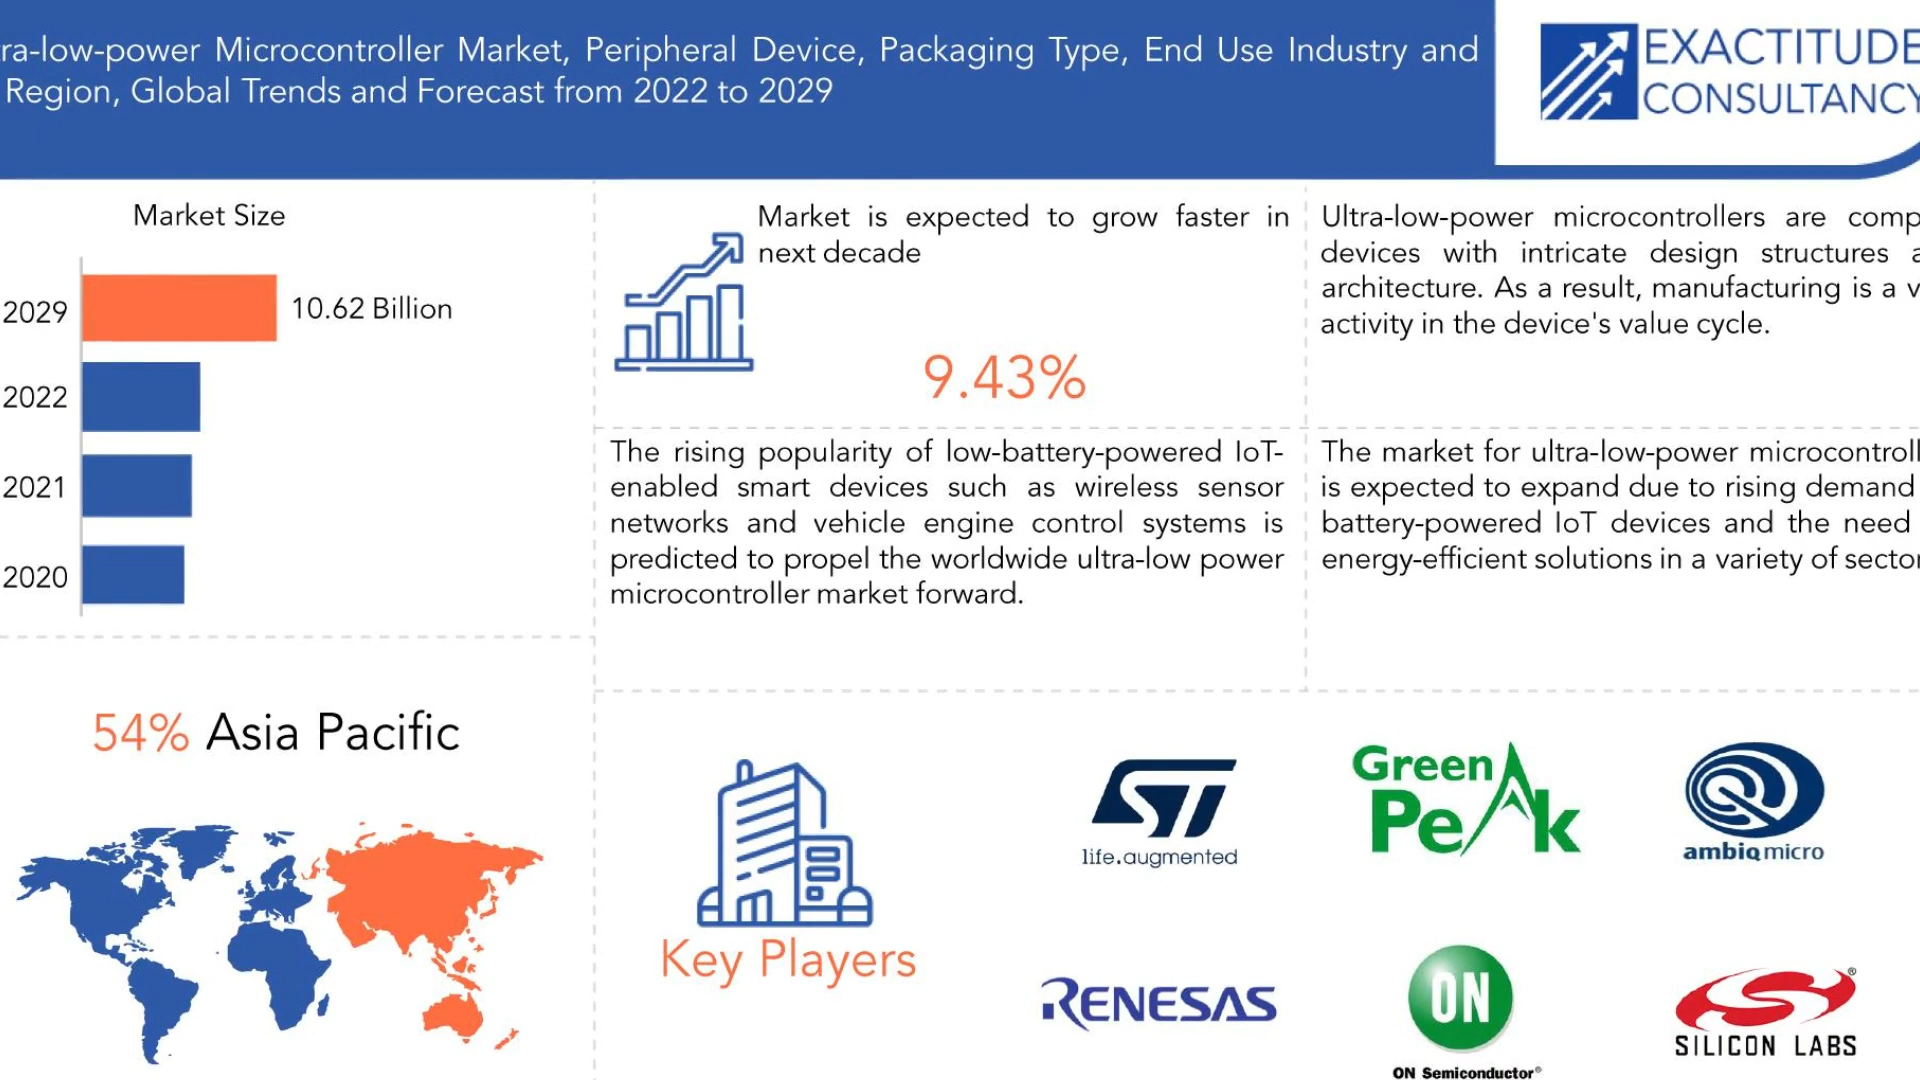 ra-low-power Microcontroller Market, Peripheral Device, Packaging Type, End Use Industry and
Region, Global Trends and Forecast from 2022 to 2029
EXACTITUDE
CONSULTANCY
Market Size
2029
10.62 Billion
2022
2021
2020
Market is expected to grow faster in
next decade
9.43%
Ultra-low-power microcontrollers are comp
devices with intricate design structures a
architecture. As a result, manufacturing is a v
activity in the device's value cycle.
The rising popularity of low-battery-powered IoT-
enabled smart devices such as wireless sensor
networks and vehicle engine control systems is
predicted to propel the worldwide ultra-low power
microcontroller market forward.
The market for ultra-low-power microcontroll
is expected to expand due to rising demand
battery-powered IoT devices and the need
energy-efficient solutions in a variety of sector
54% Asia Pacific
Key Players
ST
life.augmented
Green
Peak
ambiq micro
RENESAS
ON
ON Semiconductor®
SILICON LABS
®